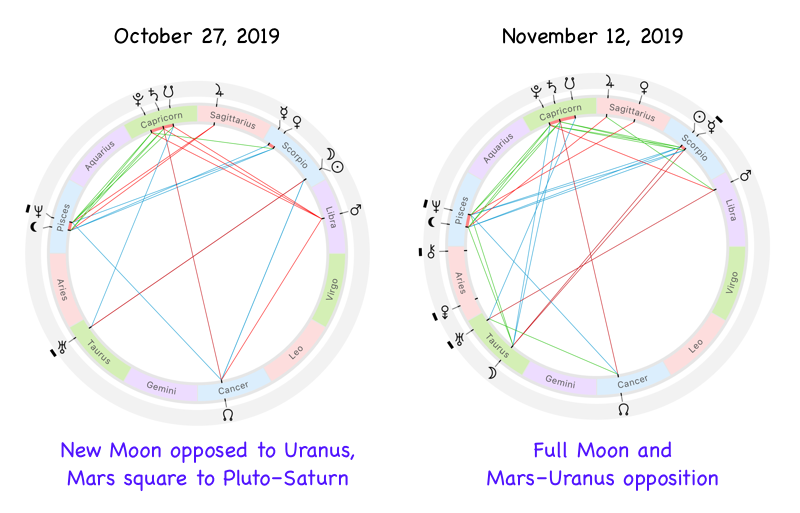 October 27, 2019
November 12, 2019
Capricorn
Sagittarius
Aquarius
Scorpio
Pisces
Libra
Aries
Virgo
Taurus
Leo
Gemini
Cancer
Capricorn
Sagittarius
Aquarius
Scorpio
Pisces
Libra
Aries
Virgo
Taurus
Leo
Gemini
Cancer
New Moon opposed to Uranus,
Mars square to Pluto-Saturn
Full Moon and
Mars-Uranus opposition